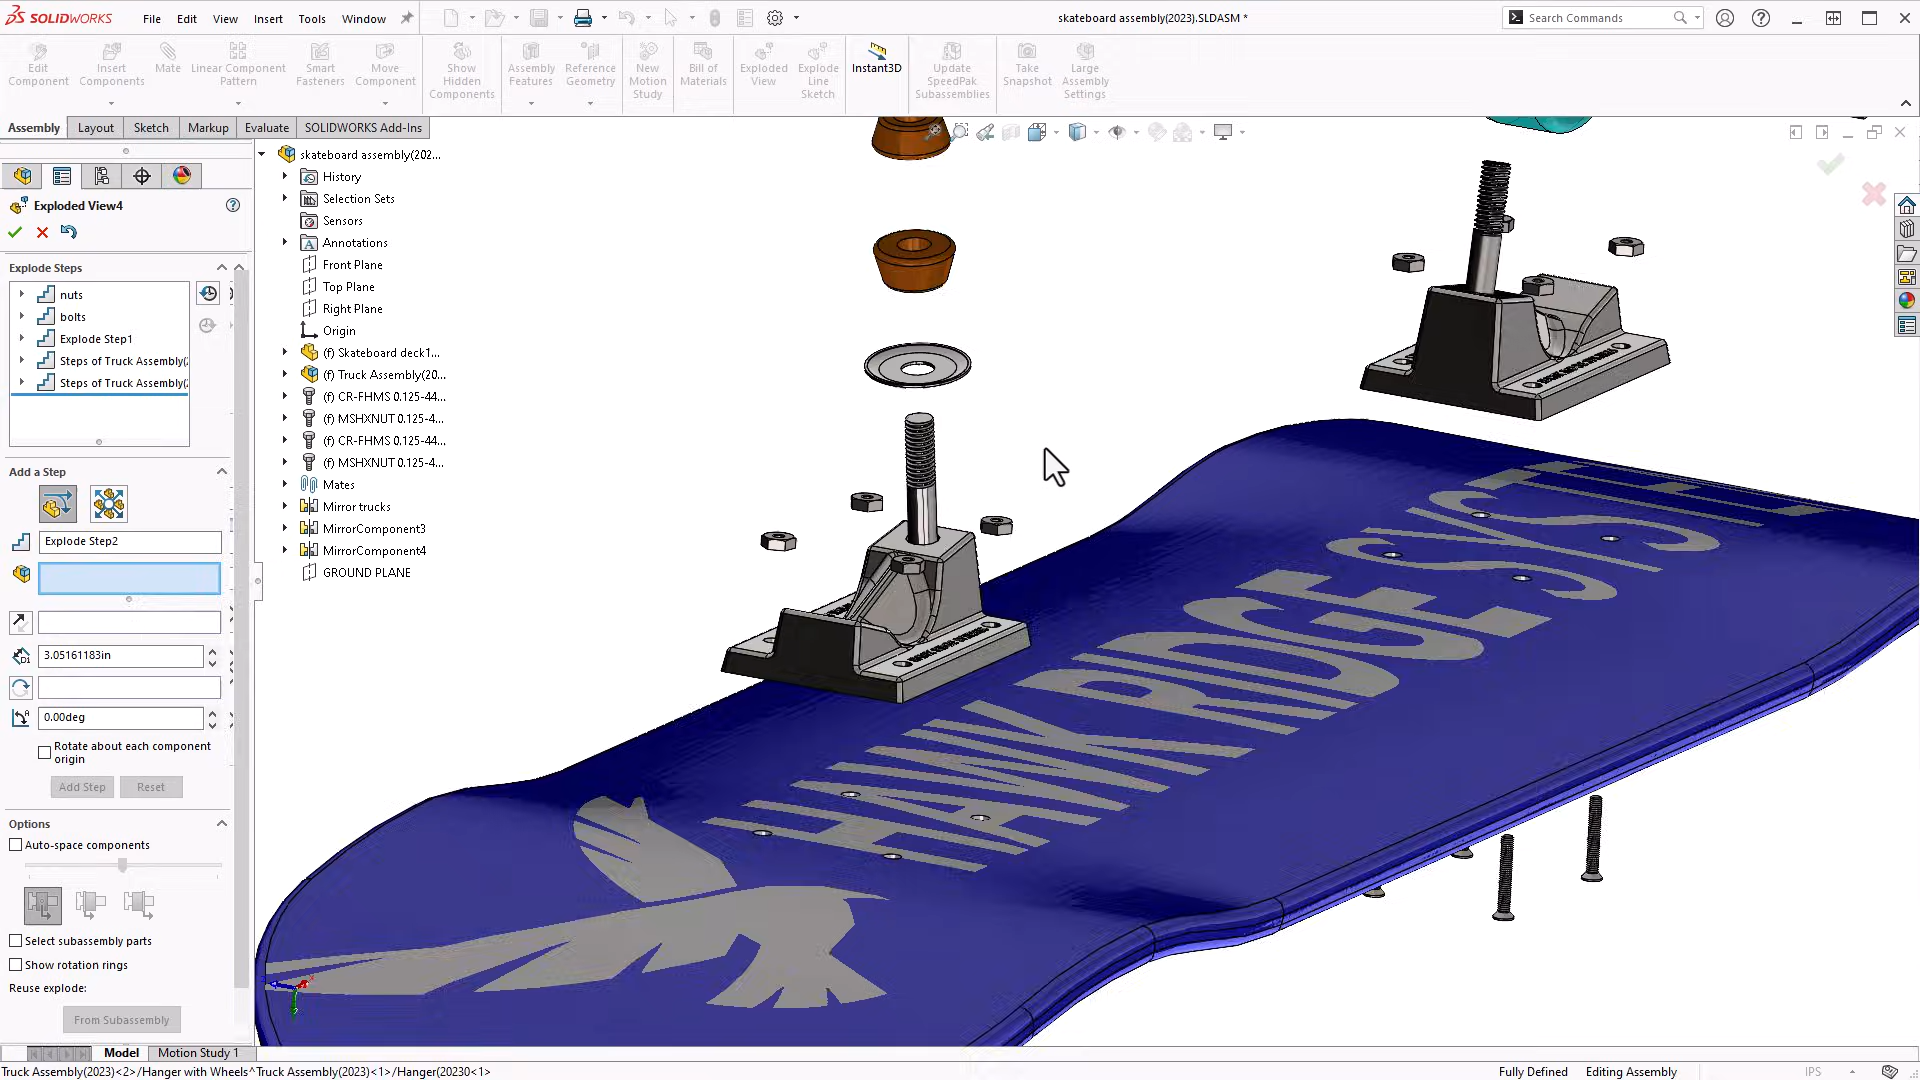 SOLIDWORKS
File Edit View Insert Tools Window
skateboard assembly(2023).SLDASM *
Search Commands
Edit Component
Insert Components
Mate
Linear Component Pattern
Smart Fasteners
Move Component
Show Hidden Components
Assembly Features
Reference Geometry
New Motion Study
Bill of Materials
Exploded View
Explode Line Sketch
Instant3D
Update SpeedPak Subassemblies
Take Snapshot
Large Assembly Settings
Assembly Layout Sketch Markup Evaluate SOLIDWORKS Add-Ins
Exploded View4
Explode Steps
nuts
bolts
Explode Step1
Steps of Truck Assembly(
Steps of Truck Assembly(
Add a Step
Explode Step2
3.05161183in
0.00deg
Rotate about each component
origin
Add Step Reset
Options
Auto-space components
Select subassembly parts
Show rotation rings
Reuse explode:
From Subassembly
skateboard assembly(202...
History
Selection Sets
Sensors
Annotations
Front Plane
Top Plane
Right Plane
Origin
(f) Skateboard deck1...
(f) Truck Assembly(20...
(f) CR-FHMS 0.125-44...
(f) MSHXNUT 0.125-4...
(f) CR-FHMS 0.125-44...
(f) MSHXNUT 0.125-4...
Mates
Mirror trucks
MirrorComponent3
MirrorComponent4
GROUND PLANE
HAWK RIDGE SYST
Model Motion Study 1
Truck Assembly(2023)<2>/Hanger with Wheels^Truck Assembly(2023)<1>/Hanger(20230<1>
Fully Defined Editing Assembly IPS